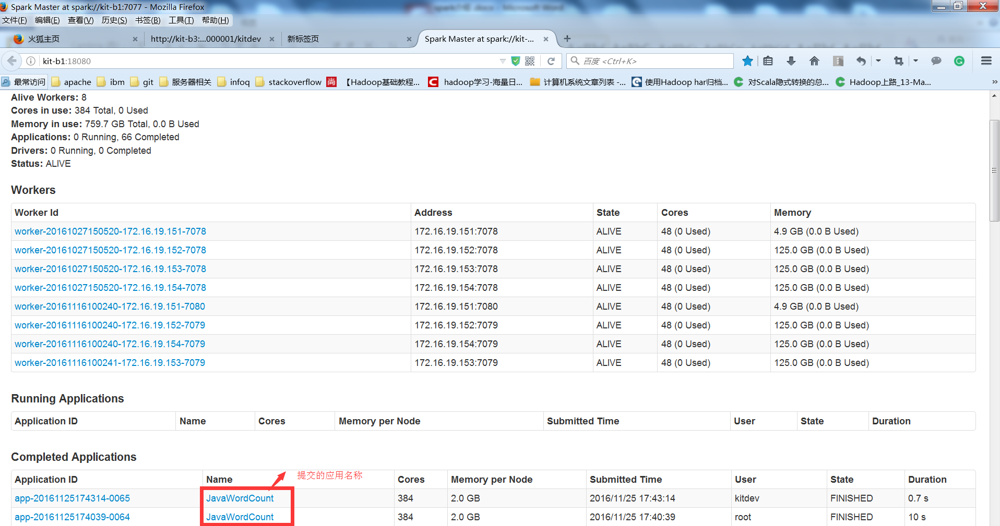 Spark Master at spark://kit-b1:7077 - Mozilla Firefox
文件(F) 编辑(E) 查看(V) 历史(S) 书签(B) 工具(T) 帮助(H)
火狐主页 × http://kit-b3:...000001/kitdev × 新标签页 × Spark Master at spark://kit-... × +
kit-b1:18080 百度 <Ctrl+K>
最常访问 apache ibm git 服务器相关 infoq stackoverflow 尚 【Hadoop基础教程... hadoop学习-海量日... 计算机系统文章列表 -... 使用Hadoop har归档... 对Scala隐式转换的总... Hadoop上路_13-Ma... »
Alive Workers: 8
Cores in use: 384 Total, 0 Used
Memory in use: 759.7 GB Total, 0.0 B Used
Applications: 0 Running, 66 Completed
Drivers: 0 Running, 0 Completed
Status: ALIVE
Workers
Worker Id Address State Cores Memory
worker-20161027150520-172.16.19.151-7078 172.16.19.151:7078 ALIVE 48 (0 Used) 4.9 GB (0.0 B Used)
worker-20161027150520-172.16.19.152-7078 172.16.19.152:7078 ALIVE 48 (0 Used) 125.0 GB (0.0 B Used)
worker-20161027150520-172.16.19.153-7078 172.16.19.153:7078 ALIVE 48 (0 Used) 125.0 GB (0.0 B Used)
worker-20161027150520-172.16.19.154-7078 172.16.19.154:7078 ALIVE 48 (0 Used) 125.0 GB (0.0 B Used)
worker-20161116100240-172.16.19.151-7080 172.16.19.151:7080 ALIVE 48 (0 Used) 4.9 GB (0.0 B Used)
worker-20161116100240-172.16.19.152-7079 172.16.19.152:7079 ALIVE 48 (0 Used) 125.0 GB (0.0 B Used)
worker-20161116100240-172.16.19.154-7079 172.16.19.154:7079 ALIVE 48 (0 Used) 125.0 GB (0.0 B Used)
worker-20161116100241-172.16.19.153-7079 172.16.19.153:7079 ALIVE 48 (0 Used) 125.0 GB (0.0 B Used)
Running Applications
Application ID Name Cores Memory per Node Submitted Time User State Duration
Completed Applications
提交的应用名称
Application ID Name Cores Memory per Node Submitted Time User State Duration
app-20161125174314-0065 JavaWordCount 384 2.0 GB 2016/11/25 17:43:14 kitdev FINISHED 0.7 s
app-20161125174039-0064 JavaWordCount 384 2.0 GB 2016/11/25 17:40:39 root FINISHED 10 s